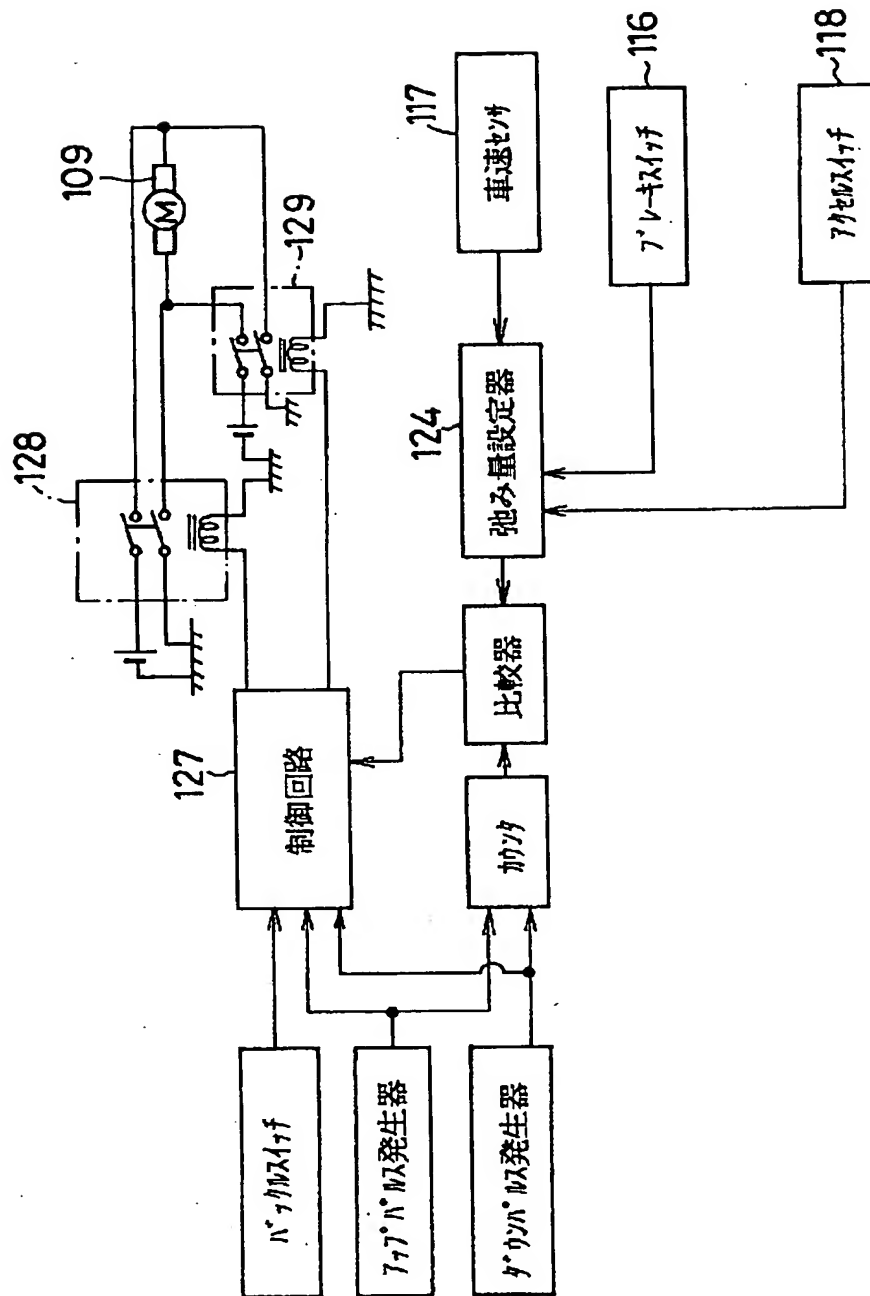 109
129
128
117
車速センサ
116
ブレーキスイッチ
118
アクセルスイッチ
124
弛み量設定器
比較器
127
制御回路
カウンタ
バックルスイッチ
アップパルス発生器
ダウンパルス発生器
M